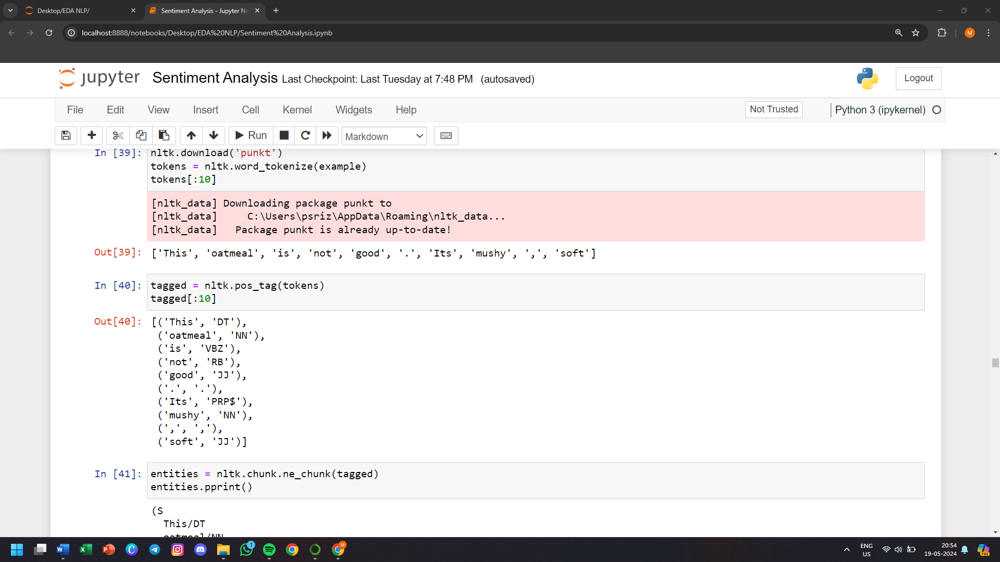 Desktop/EDA NLP/
Sentiment Analysis - Jupyter No
localhost:8888/notebooks/Desktop/EDA%20NLP/Sentiment%20Analysis.ipynb
M
jupyter Sentiment Analysis Last Checkpoint: Last Tuesday at 7:48 PM (autosaved)
Logout
File Edit View Insert Cell Kernel Widgets Help
Not Trusted
Python 3 (ipykernel)
Run
Markdown
In [39]: nltk.download('punkt')
tokens = nltk.word_tokenize(example)
tokens[:10]
[nltk_data] Downloading package punkt to
[nltk_data]     C:\Users\psriz\AppData\Roaming\nltk_data...
[nltk_data]   Package punkt is already up-to-date!
Out[39]: ['This', 'oatmeal', 'is', 'not', 'good', '.', 'Its', 'mushy', ',', 'soft']
In [40]: tagged = nltk.pos_tag(tokens)
tagged[:10]
Out[40]: [('This', 'DT'),
('oatmeal', 'NN'),
('is', 'VBZ'),
('not', 'RB'),
('good', 'JJ'),
('.', '.'),
('Its', 'PRP$'),
('mushy', 'NN'),
(',', ','),
('soft', 'JJ')]
In [41]: entities = nltk.chunk.ne_chunk(tagged)
entities.pprint()
(S
This/DT
oatmeal/NN
1
M
ENG
US
20:54
19-05-2024
PRE